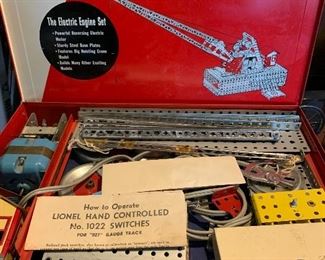 The Electric Engine Set
• Powerful Reversing Electric
Motor
• Sturdy Steel Base Plates
• Features Big Hoisting Crane
Model
• Builds Many Other Exciting
Models
How to Operate
LIONEL HAND CONTROLLED
No. 1022 SWITCHES
FOR "027" GAUGE TRACK